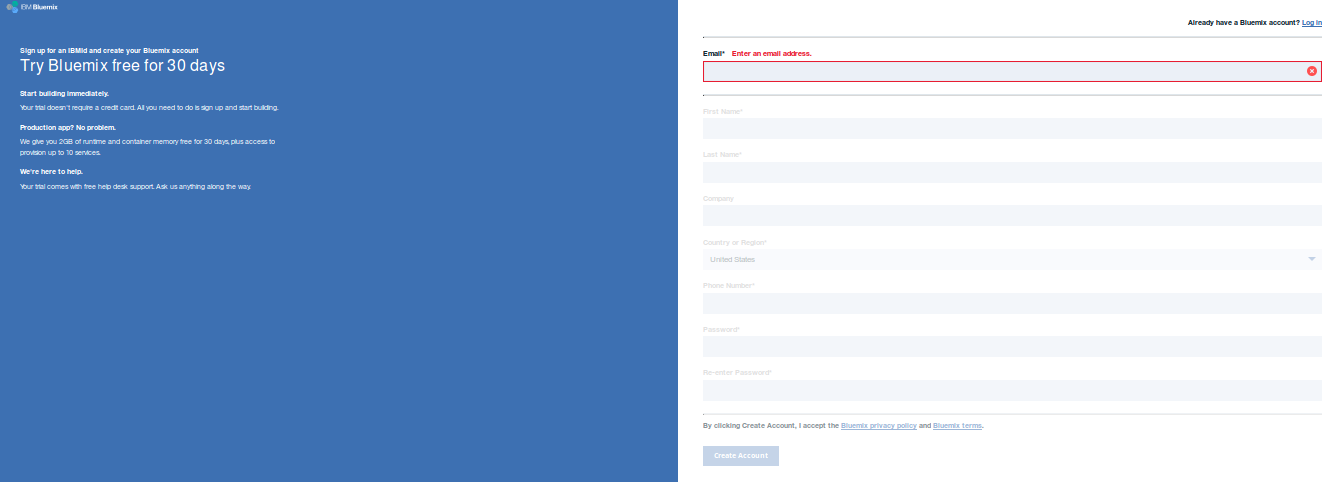 IBM Bluemix
Sign up for an IBMid and create your Bluemix account
Try Bluemix free for 30 days
Start building immediately.
Your trial doesn't require a credit card. All you need to do is sign up and start building.
Production app? No problem.
We give you 2GB of runtime and container memory free for 30 days, plus access to
provision up to 10 services.
We're here to help.
Your trial comes with free help desk support. Ask us anything along the way.
Already have a Bluemix account? Log in
Email* Enter an email address.
First Name*
Last Name*
Company
Country or Region*
United States
Phone Number*
Password*
Re-enter Password*
By clicking Create Account, I accept the Bluemix privacy policy and Bluemix terms.
Create Account